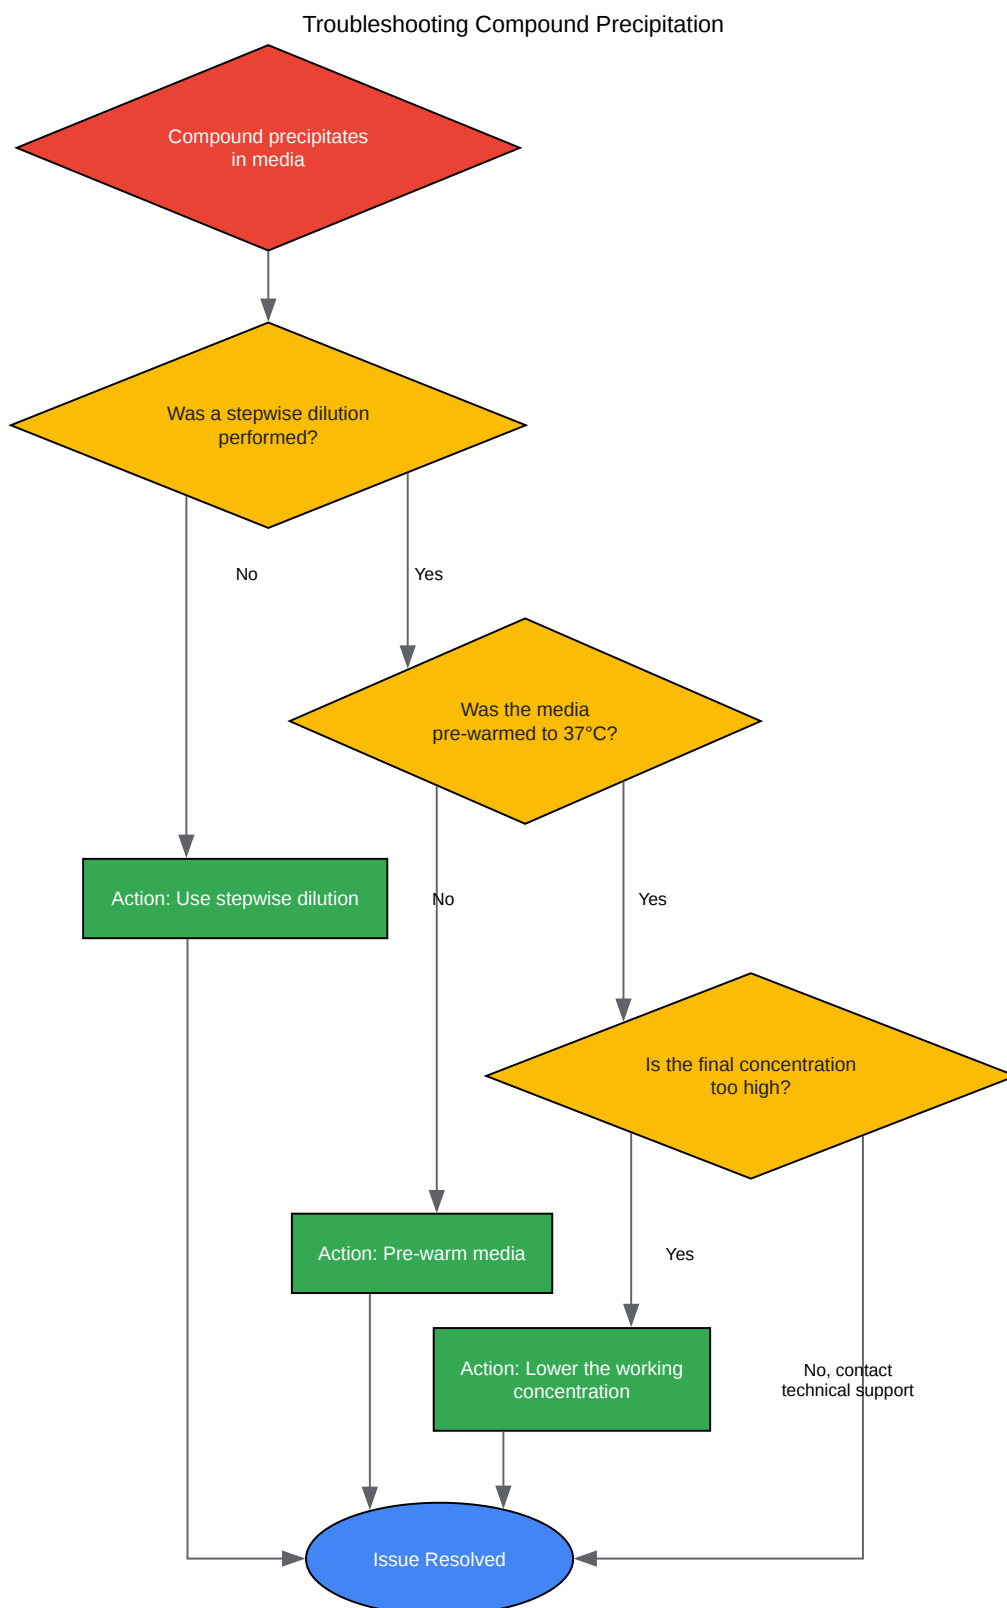 Troubleshooting Compound Precipitation
Compound precipitates
in media
Was a stepwise dilution
performed?
No
Yes
Was the media
pre-warmed to 37°C?
Action: Use stepwise dilution
No
Yes
Is the final concentration
too high?
Action: Pre-warm media
Yes
Action: Lower the working
concentration
No, contact
technical support
Issue Resolved